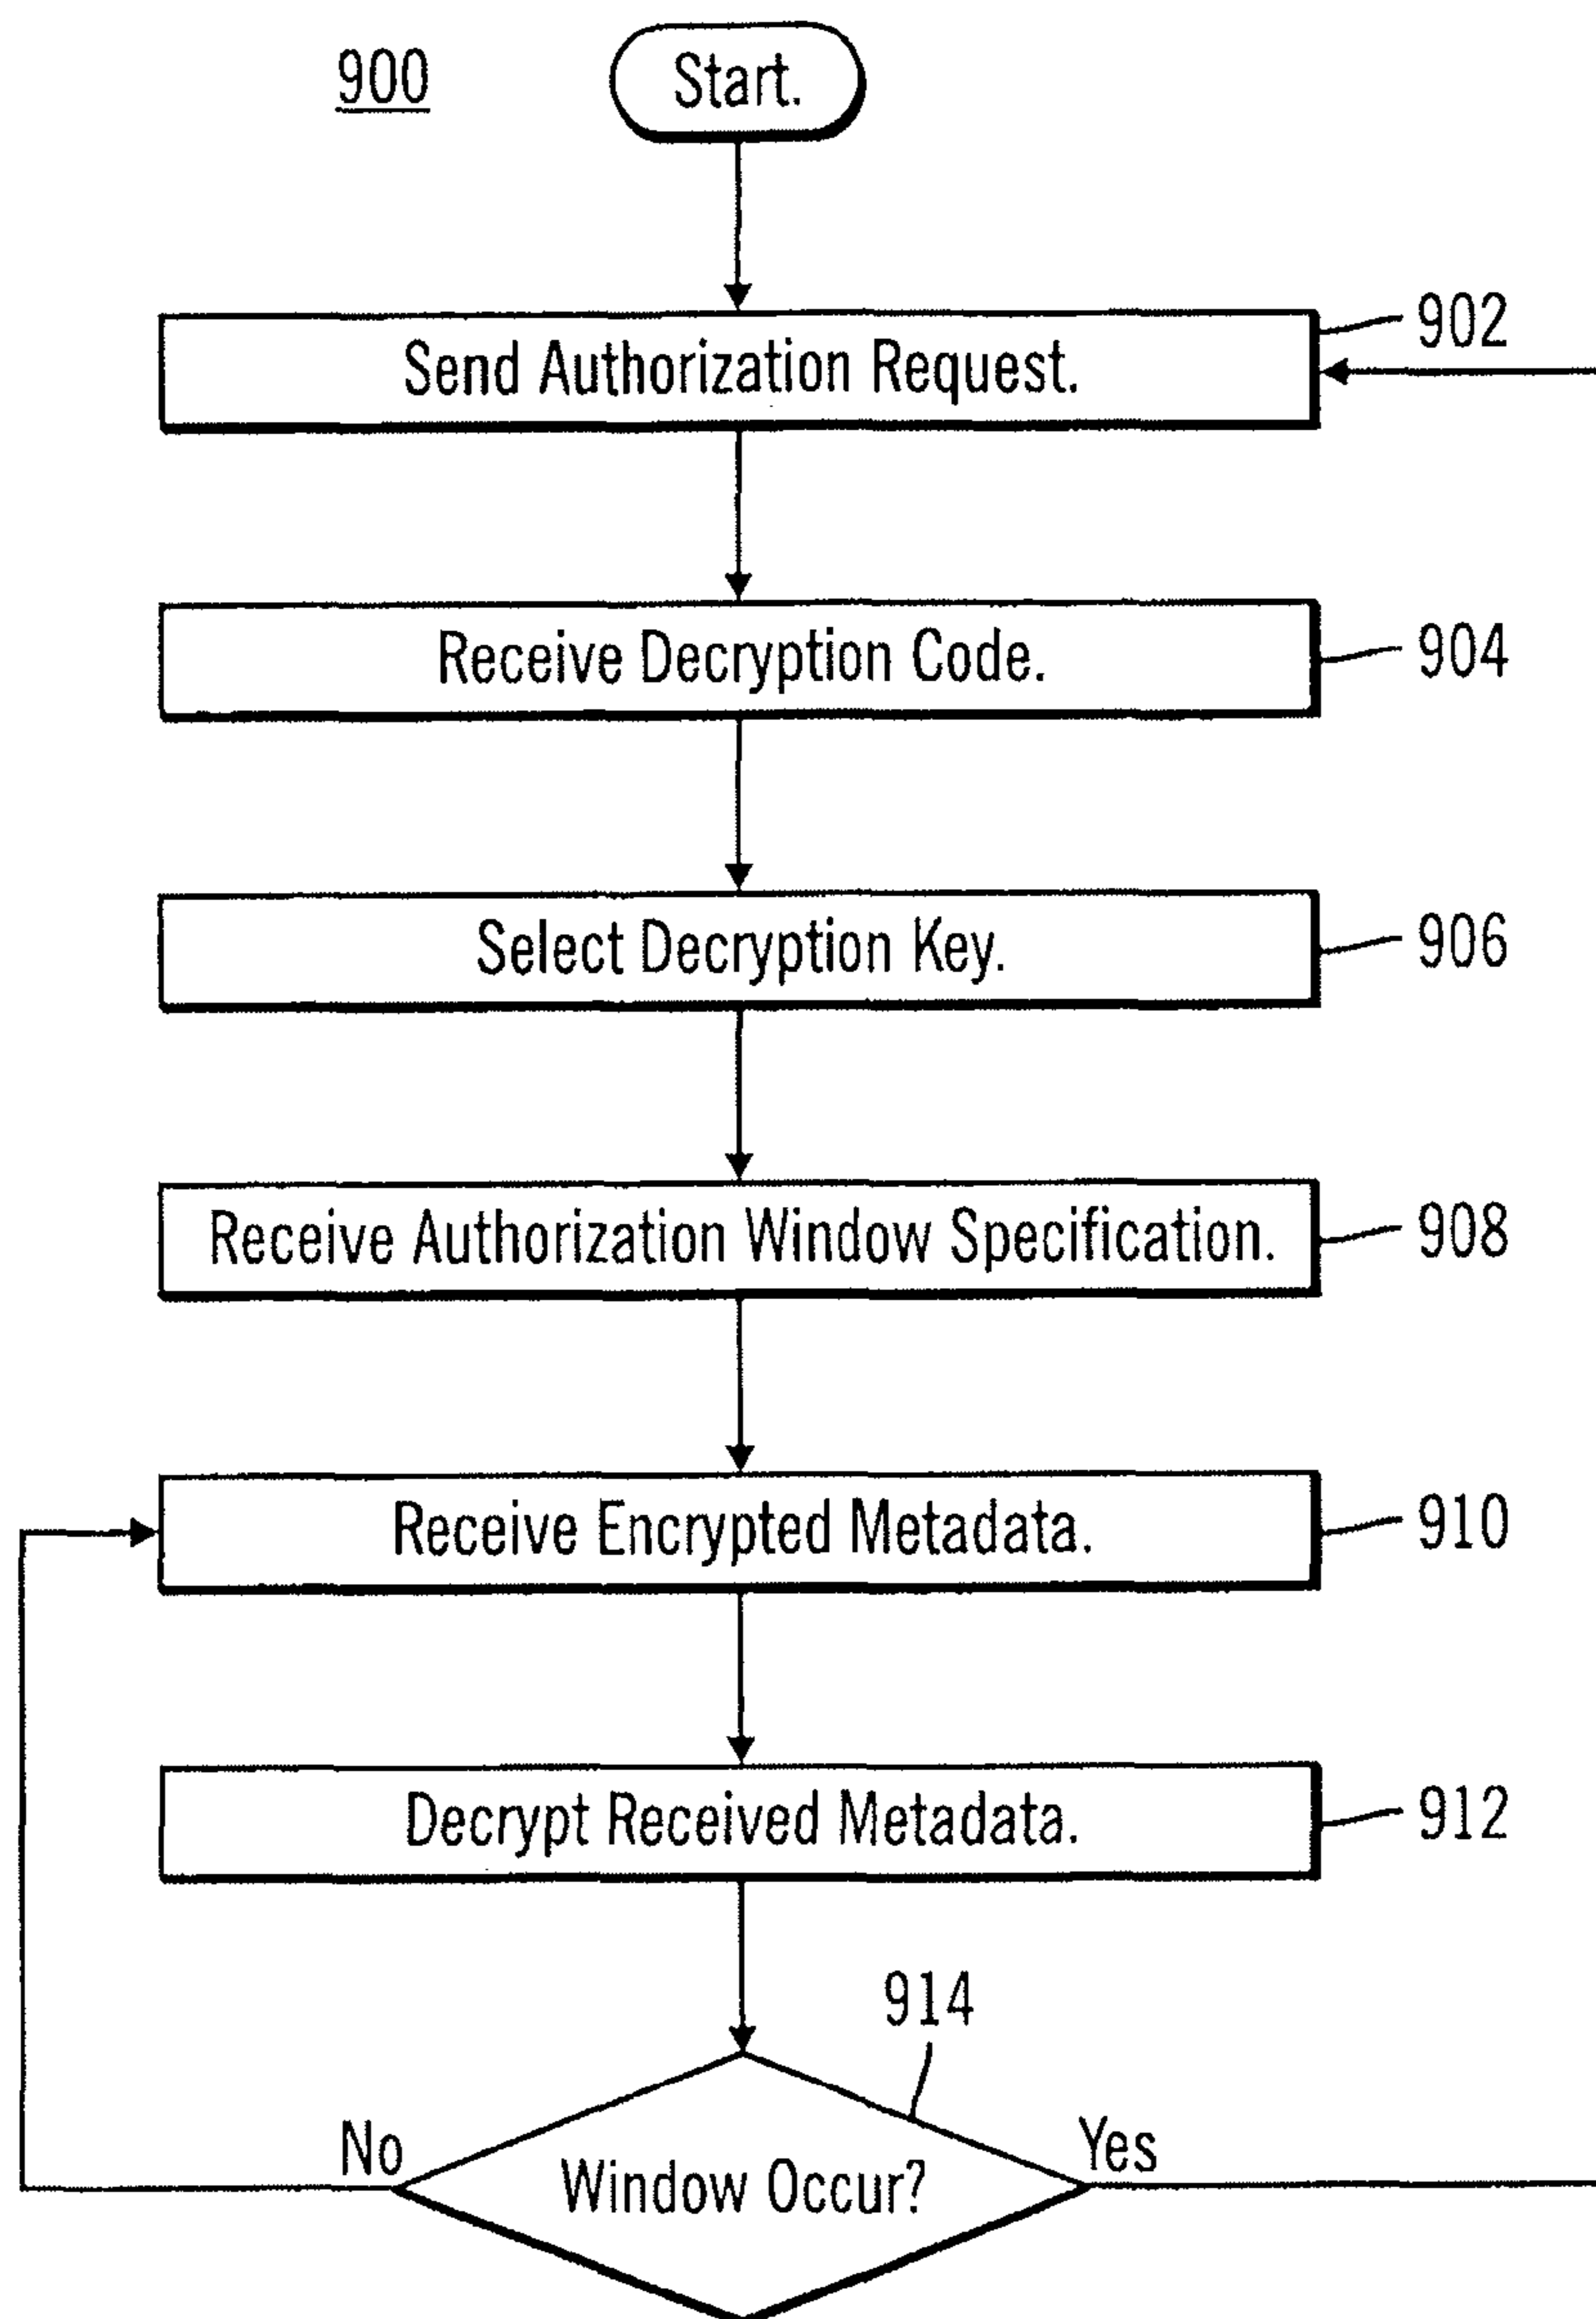 900
Start.
Send Authorization Request.
902
Receive Decryption Code.
904
Select Decryption Key.
906
Receive Authorization Window Specification.
908
Receive Encrypted Metadata.
910
Decrypt Received Metadata.
912
914
No
Window Occur?
Yes